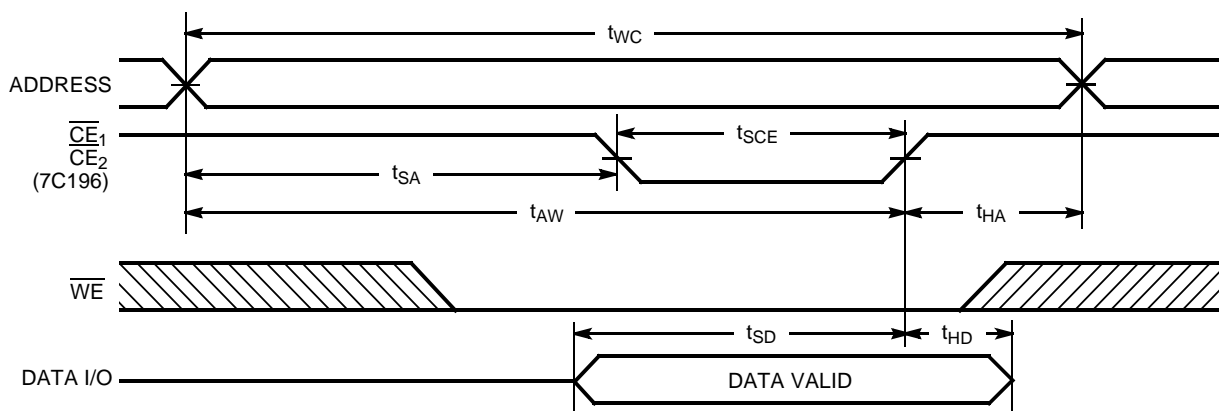 tWC
ADDRESS
CE1
CE2
(7C196)
tSCE
tSA
tAW
tHA
WE
tSD
tHD
DATA I/O
DATA VALID